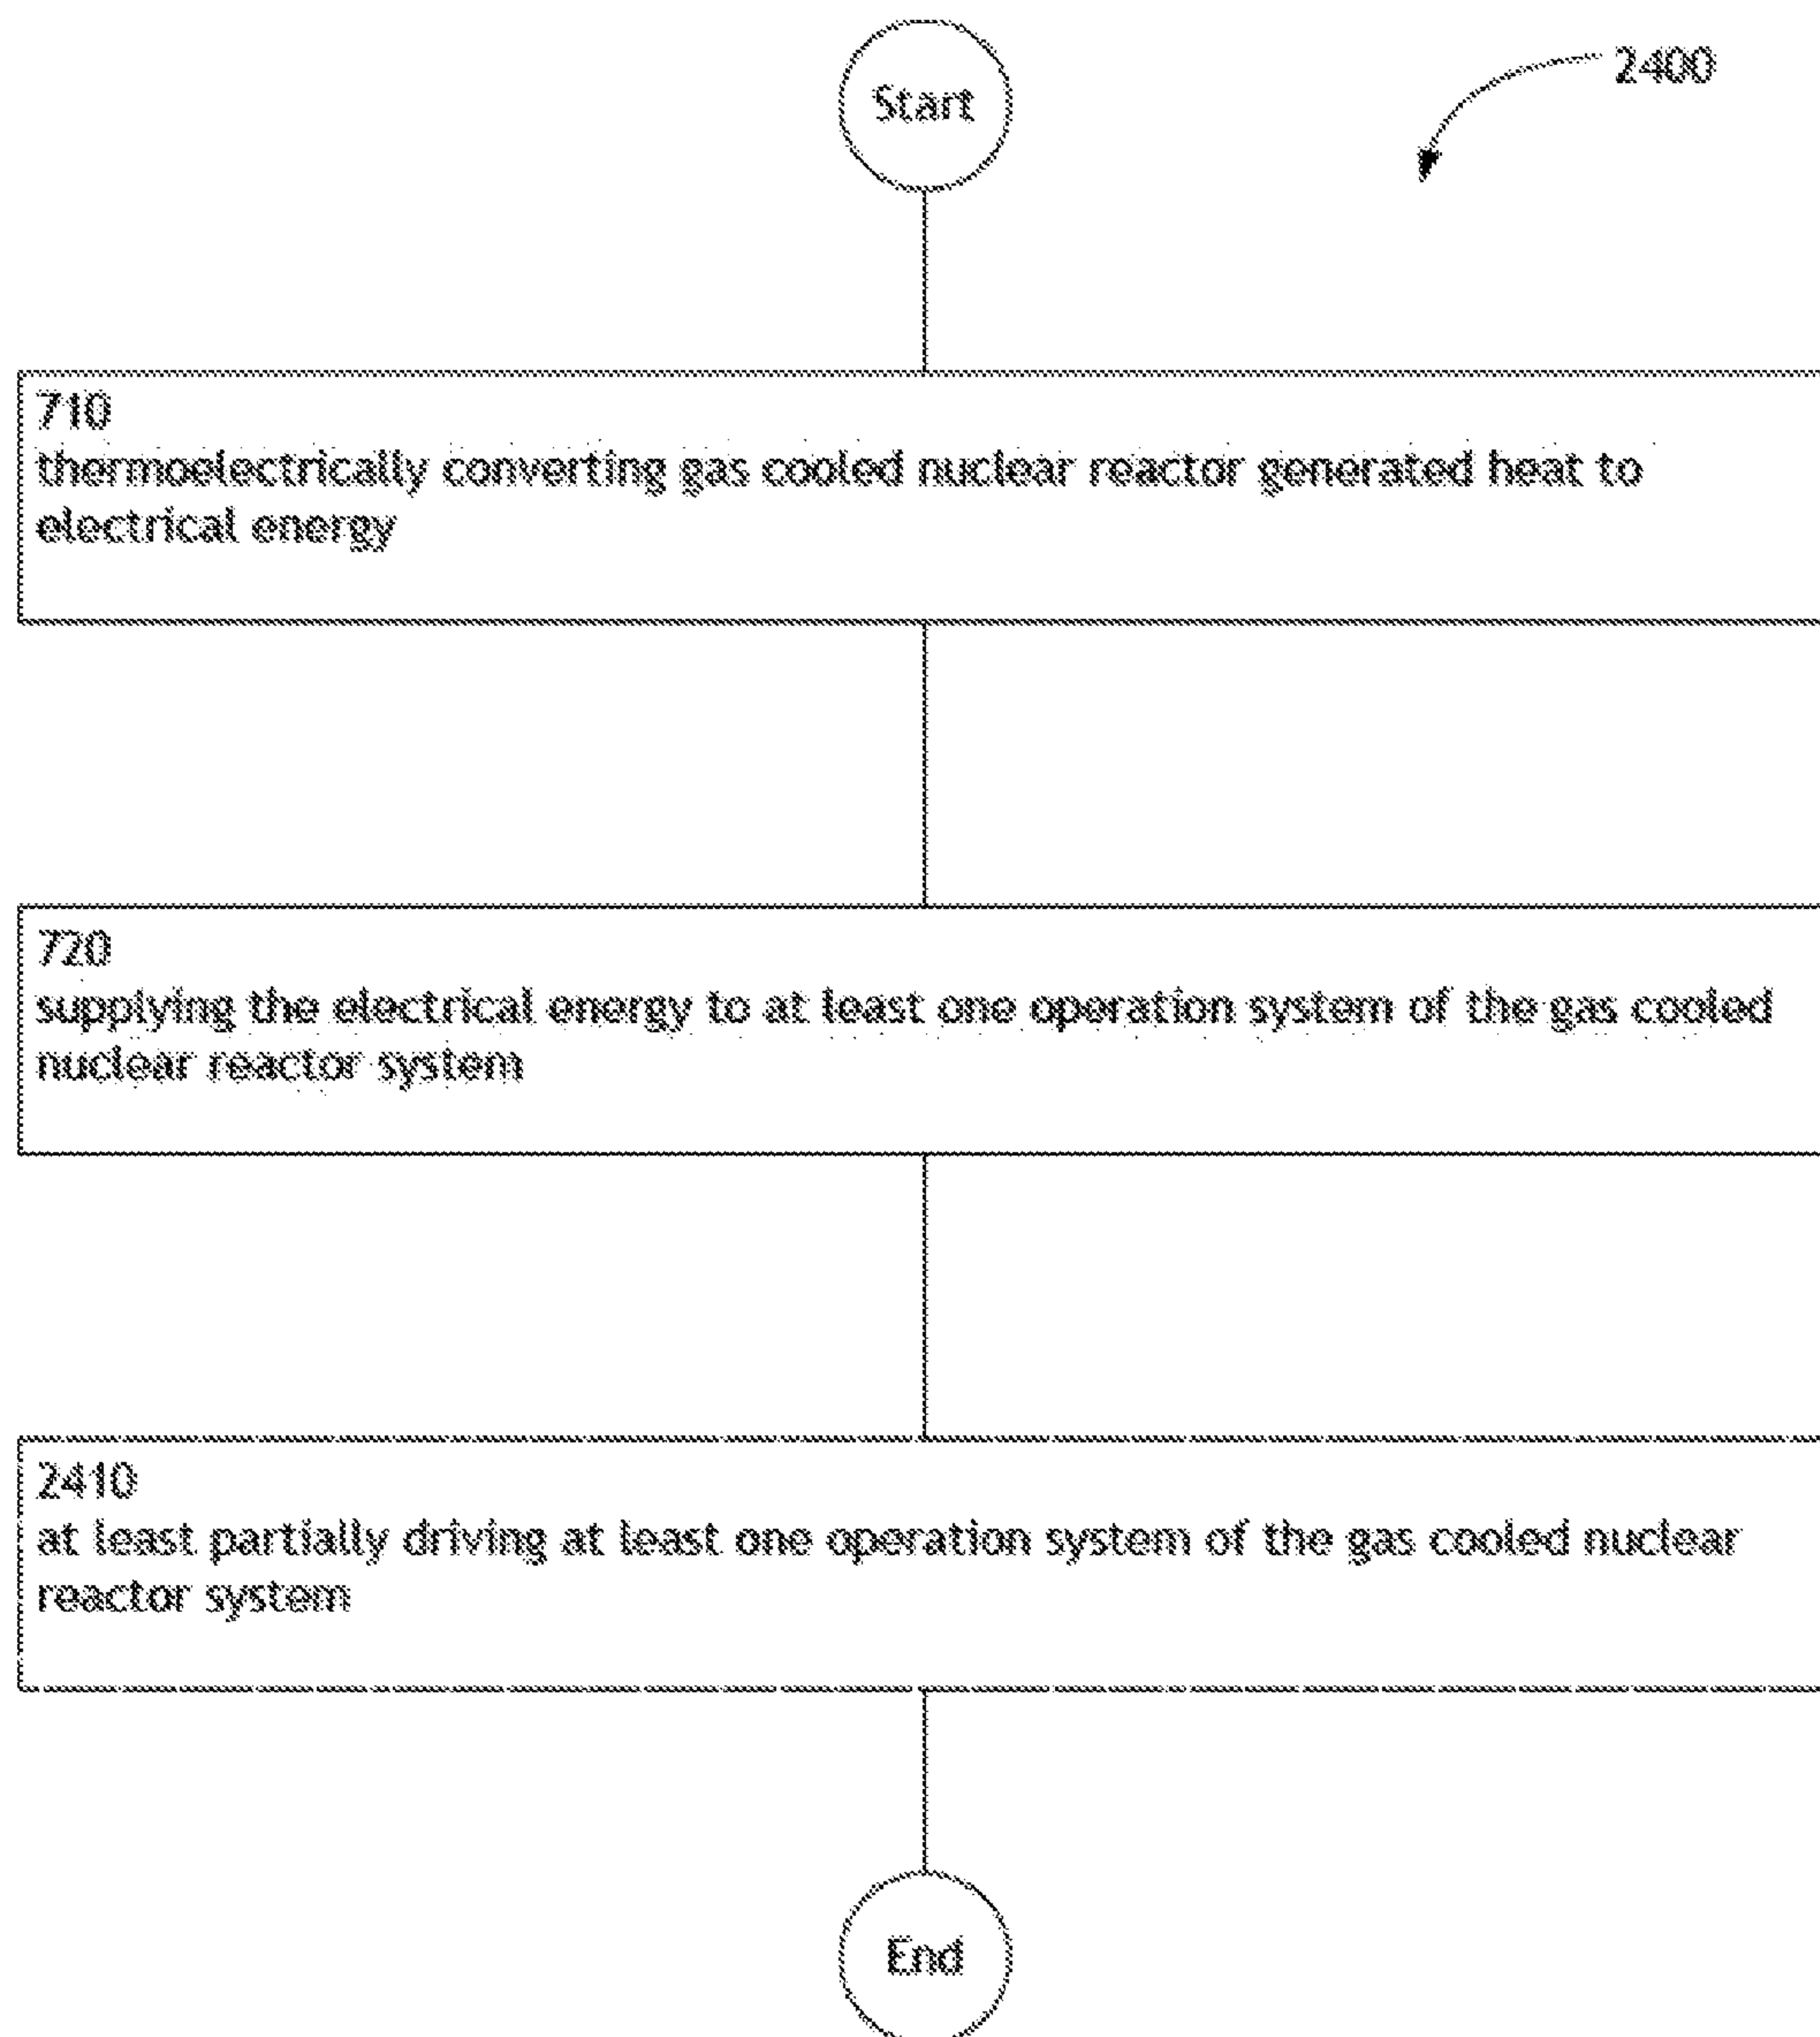 Start
2400
710
thermoelectrically converting gas cooled nuclear reactor generated heat to
electrical energy
720
supplying the electrical energy to at least one operation system of the gas cooled
nuclear reactor system
2410
at least partially driving at least one operation system of the gas cooled nuclear
reactor system
End